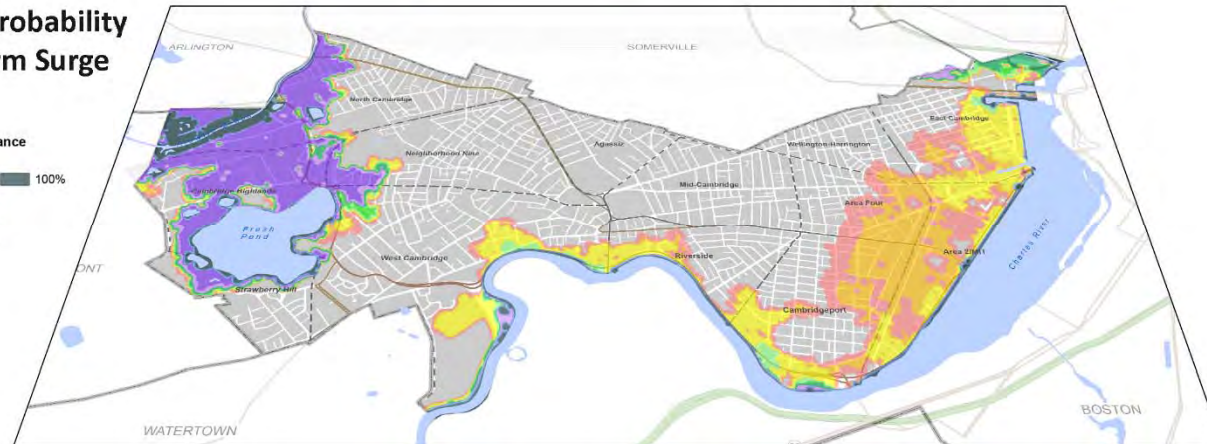 robability
rm Surge
ance
100%
ARLINGTON
SOMERVILLE
North Cambridge
East Cambridge
Neighborhood Nine
Agassiz
Wellington-Harrington
Cambridge Highlands
Mid-Cambridge
Area Four
Fresh
Pond
Charles River
West Cambridge
Riverside
Area 2/MIT
ONT
Strawberry Hill
Cambridgeport
WATERTOWN
BOSTON